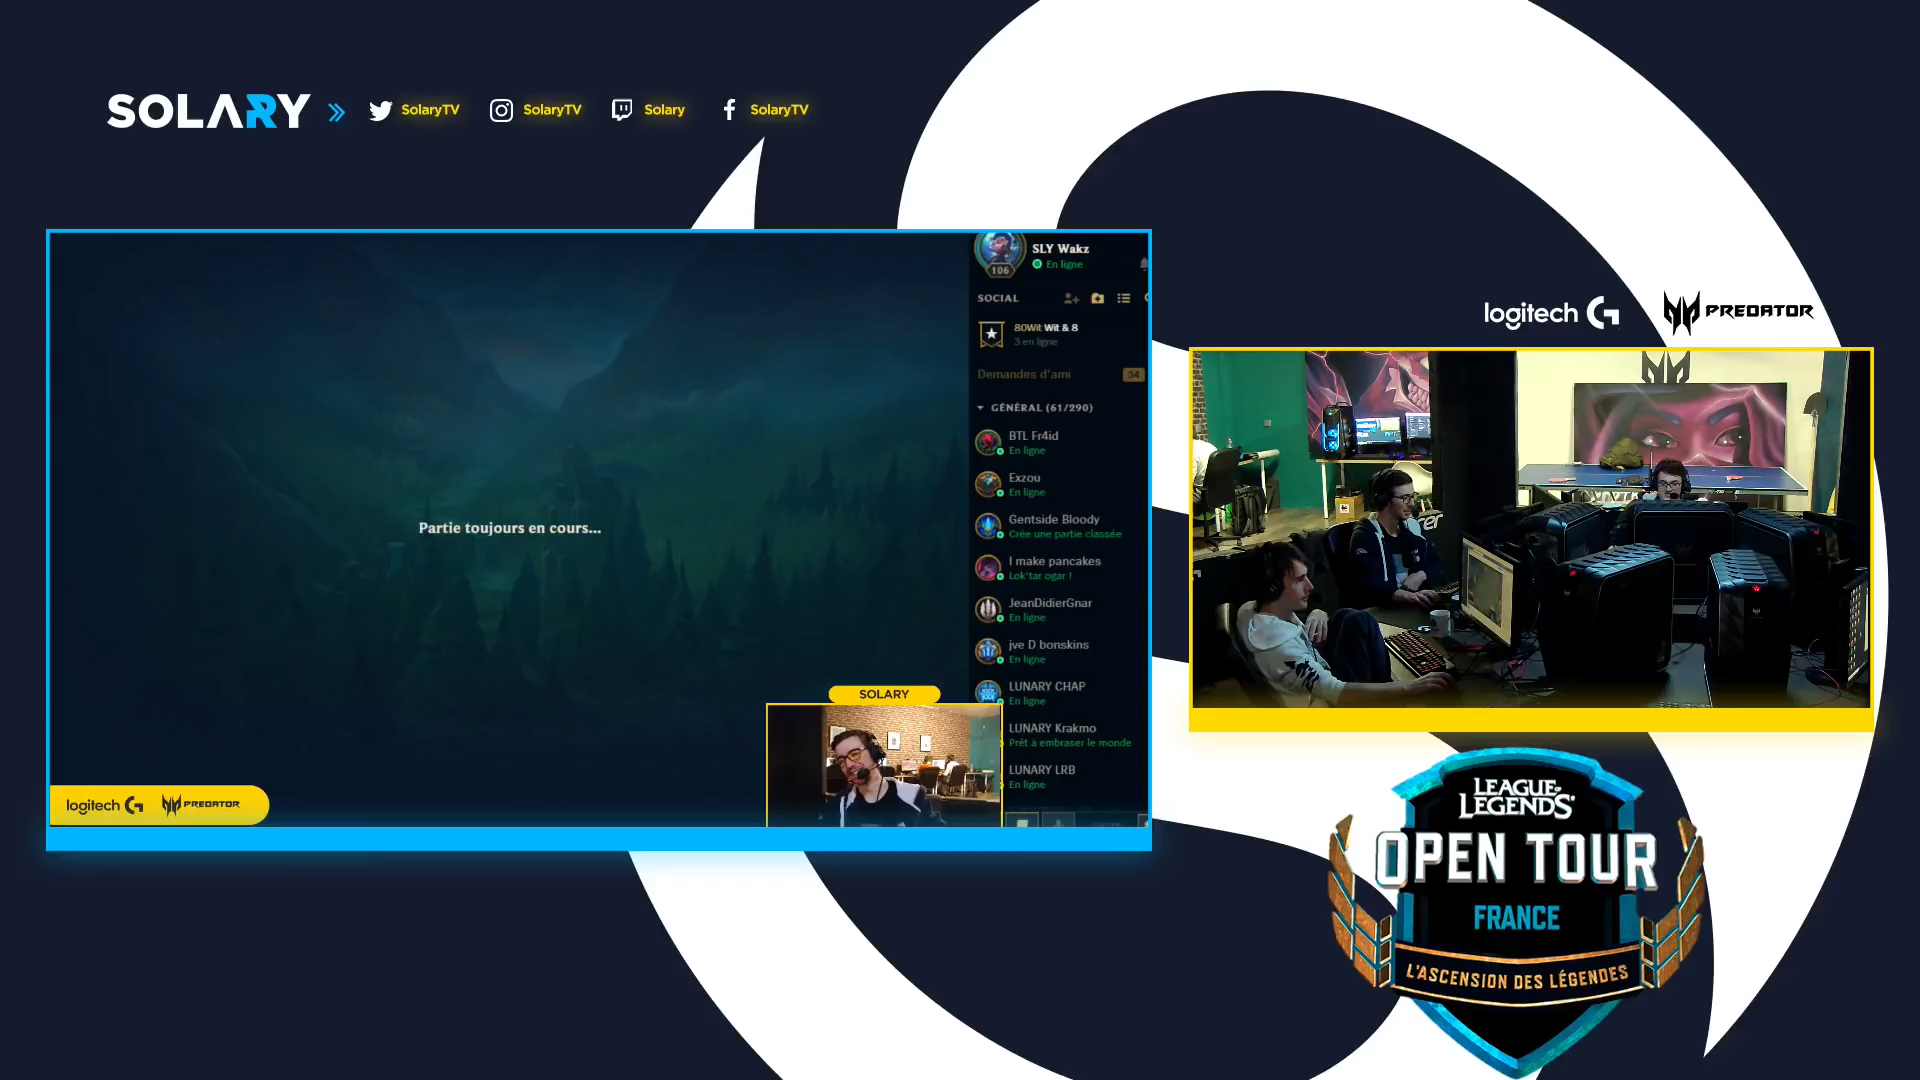 SOLARY
SolaryTV
SolaryTV
Solary
SolaryTV
SLY Wakz
106
En ligne
SOCIAL
80Wit Wit & 8
3 en ligne
Demandes d'ami
34
GÉNÉRAL (61/290)
BTL Fr4id
En ligne
Exzou
En ligne
Gentside Bloody
Crée une partie classée
I make pancakes
Lok'tar ogar !
JeanDidierGnar
En ligne
jve D bonskins
En ligne
LUNARY CHAP
En ligne
LUNARY Krakmo
Prêt à embraser le monde
LUNARY LRB
En ligne
Partie toujours en cours...
SOLARY
logitech G
PREDATOR
logitech G
PREDATOR
cer
LEAGUE OF
LEGENDS
OPEN TOUR
FRANCE
L'ASCENSION DES LÉGENDES